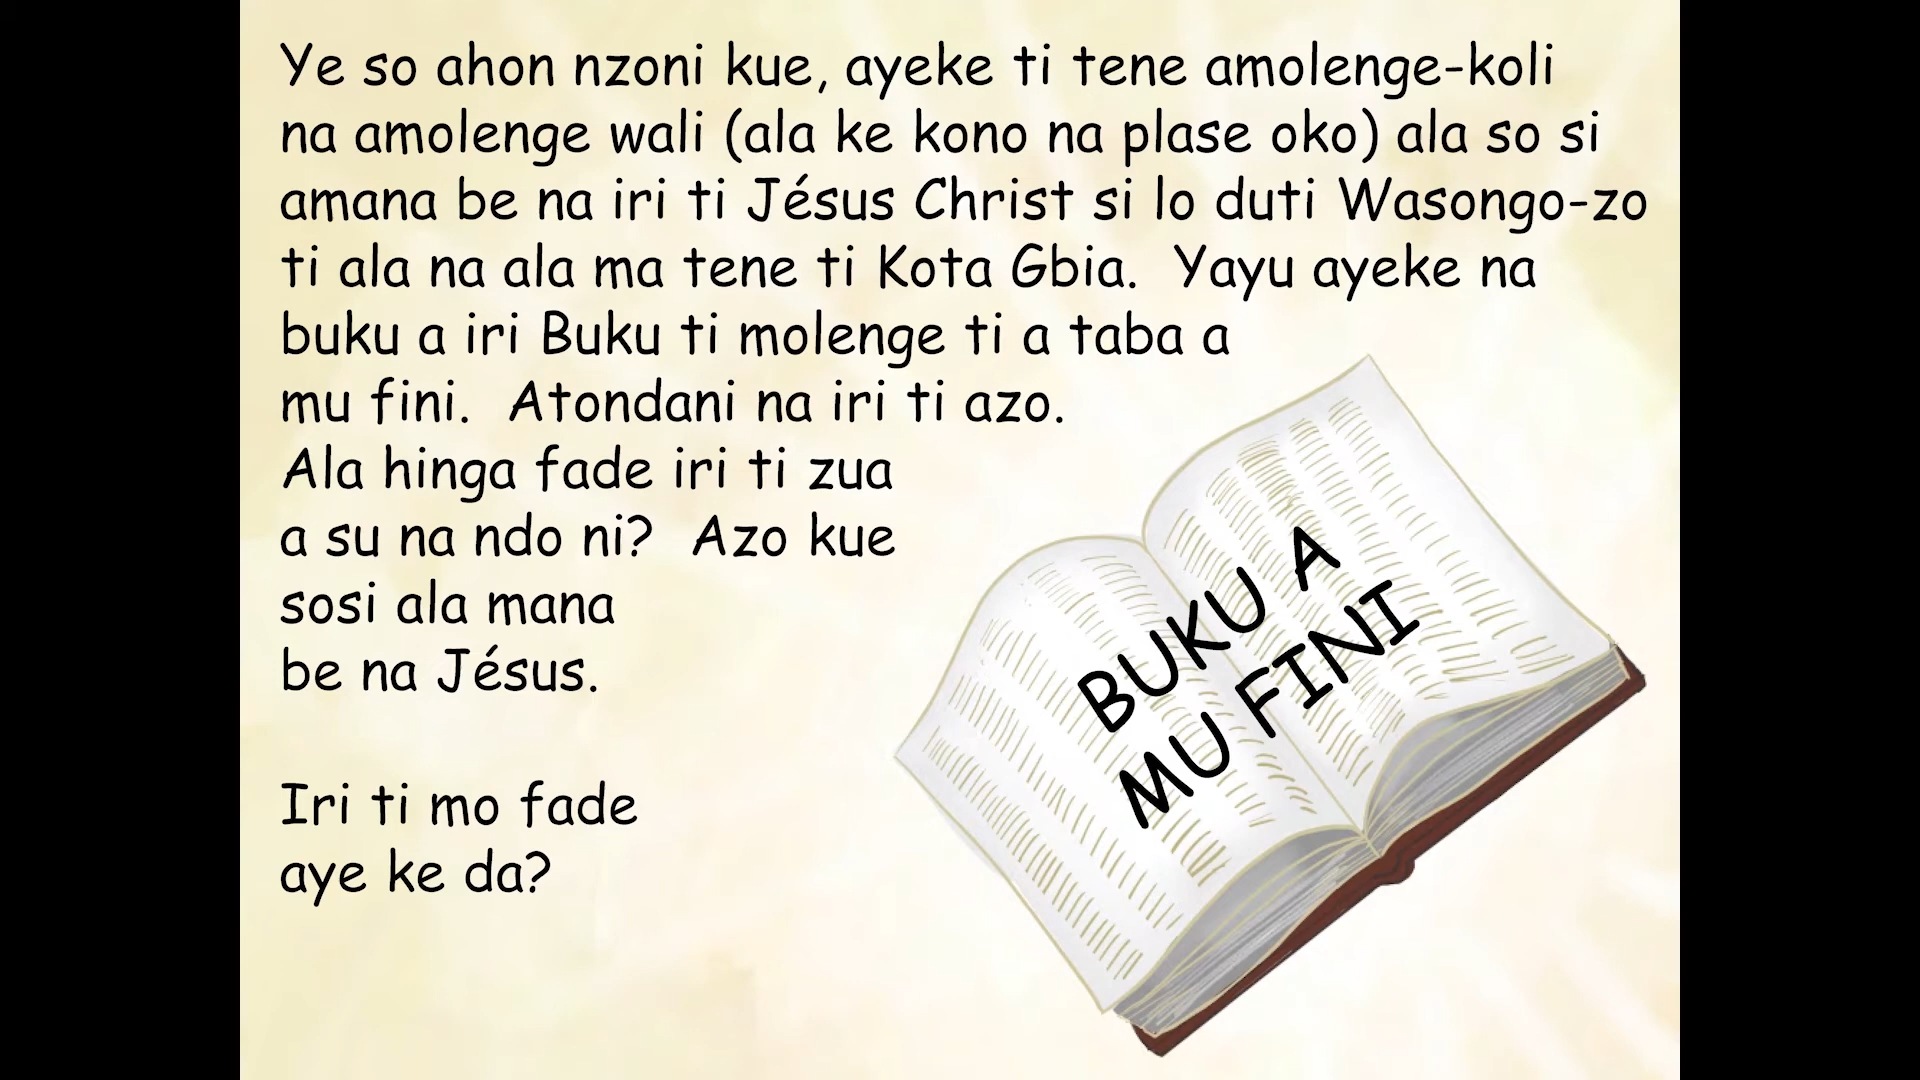 Ye so ahon nzoni kue, ayeke ti tene amolenge-koli
na amolenge wali (ala ke kono na plase oko) ala so si
amana be na iri ti Jésus Christ si lo duti Wasongo-zo
ti ala na ala ma tene ti Kota Gbia.  Yayu ayeke na
buku a iri Buku ti molenge ti a taba a
mu fini.  Atondani na iri ti azo.
Ala hinga fade iri ti zua
a su na ndo ni?  Azo kue
sosi ala mana
be na Jésus.
Iri ti mo fade
aye ke da?
BUKU A
MU FINI